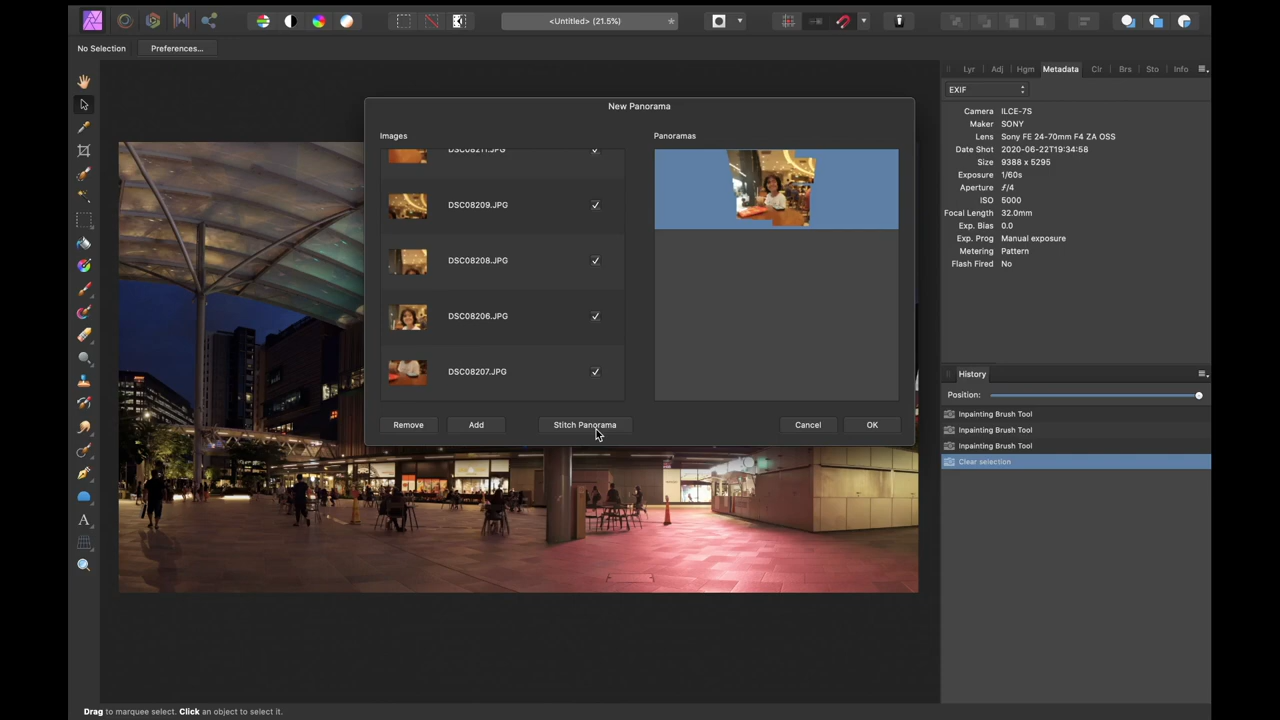 <Untitled> (21.5%)
No Selection
Preferences...
Lyr
Adj
Hgm
Metadata
Clr
Brs
Sto
Info
EXIF
Camera ILCE-7S
Maker SONY
Lens Sony FE 24-70mm F4 ZA OSS
Date Shot 2020-06-22T19:34:58
Size 9388 x 5295
Exposure 1/60s
Aperture ƒ/4
ISO 5000
Focal Length 32.0mm
Exp. Bias 0.0
Exp. Prog Manual exposure
Metering Pattern
Flash Fired No
New Panorama
Images
Panoramas
DSC08211.JPG
DSC08209.JPG
DSC08208.JPG
DSC08206.JPG
DSC08207.JPG
Remove
Add
Stitch Panorama
Cancel
OK
History
Position:
Inpainting Brush Tool
Inpainting Brush Tool
Inpainting Brush Tool
Clear selection
A
Drag to marquee select. Click an object to select it.